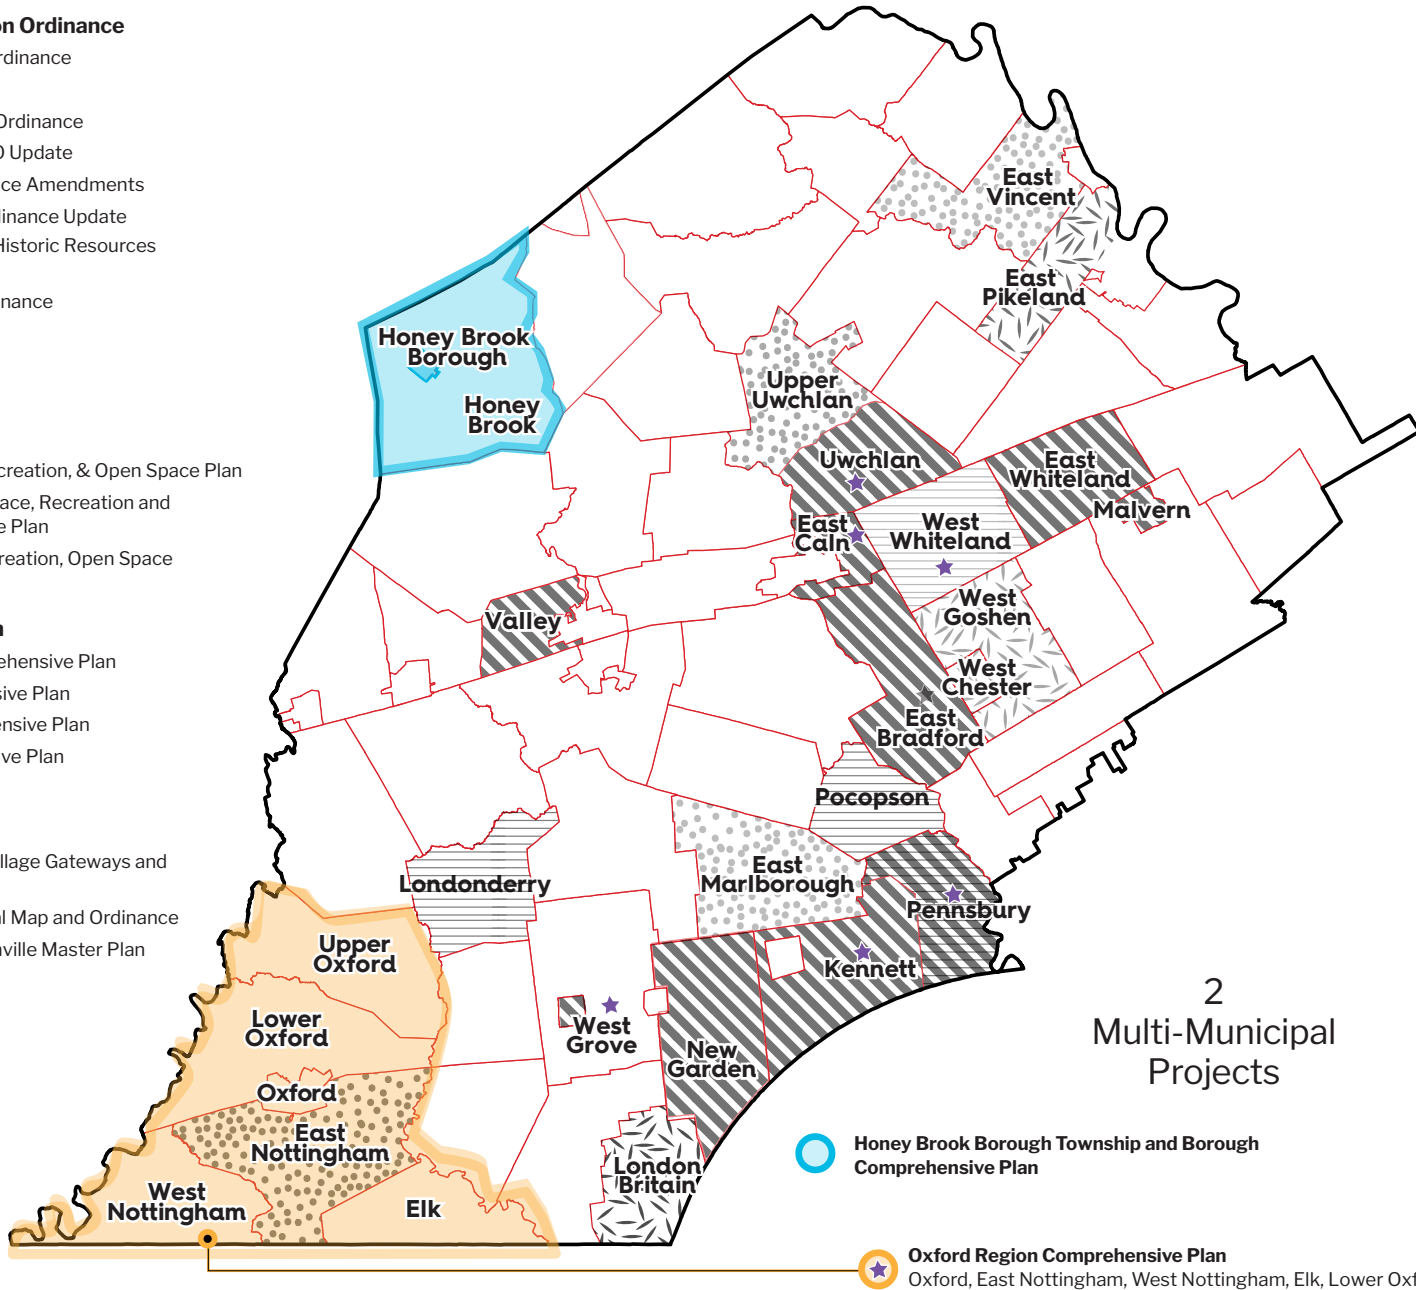 on Ordinance
rdinance
Ordinance
O Update
ce Amendments
dinance Update
Historic Resources
nance
creation, & Open Space Plan
ace, Recreation and
e Plan
reation, Open Space
n
ehensive Plan
sive Plan
ensive Plan
ve Plan
illage Gateways and
al Map and Ordinance
nville Master Plan
East
Vincent
East
Pikeland
Honey Brook
Borough
Honey
Brook
Upper
Uwchlan
Uwchlan
East
Whiteland
Malvern
East
Caln
West
Whiteland
West
Goshen
Valley
West
Chester
East
Bradford
Pocopson
Londonderry
East
Marlborough
Pennsbury
Upper
Oxford
Kennett
Lower
Oxford
West
Grove
New
Garden
Oxford
East
Nottingham
London
Britain
West
Nottingham
Elk
2
Multi-Municipal
Projects
Honey Brook Borough Township and Borough
Comprehensive Plan
Oxford Region Comprehensive Plan
Oxford, East Nottingham, West Nottingham, Elk, Lower Oxf